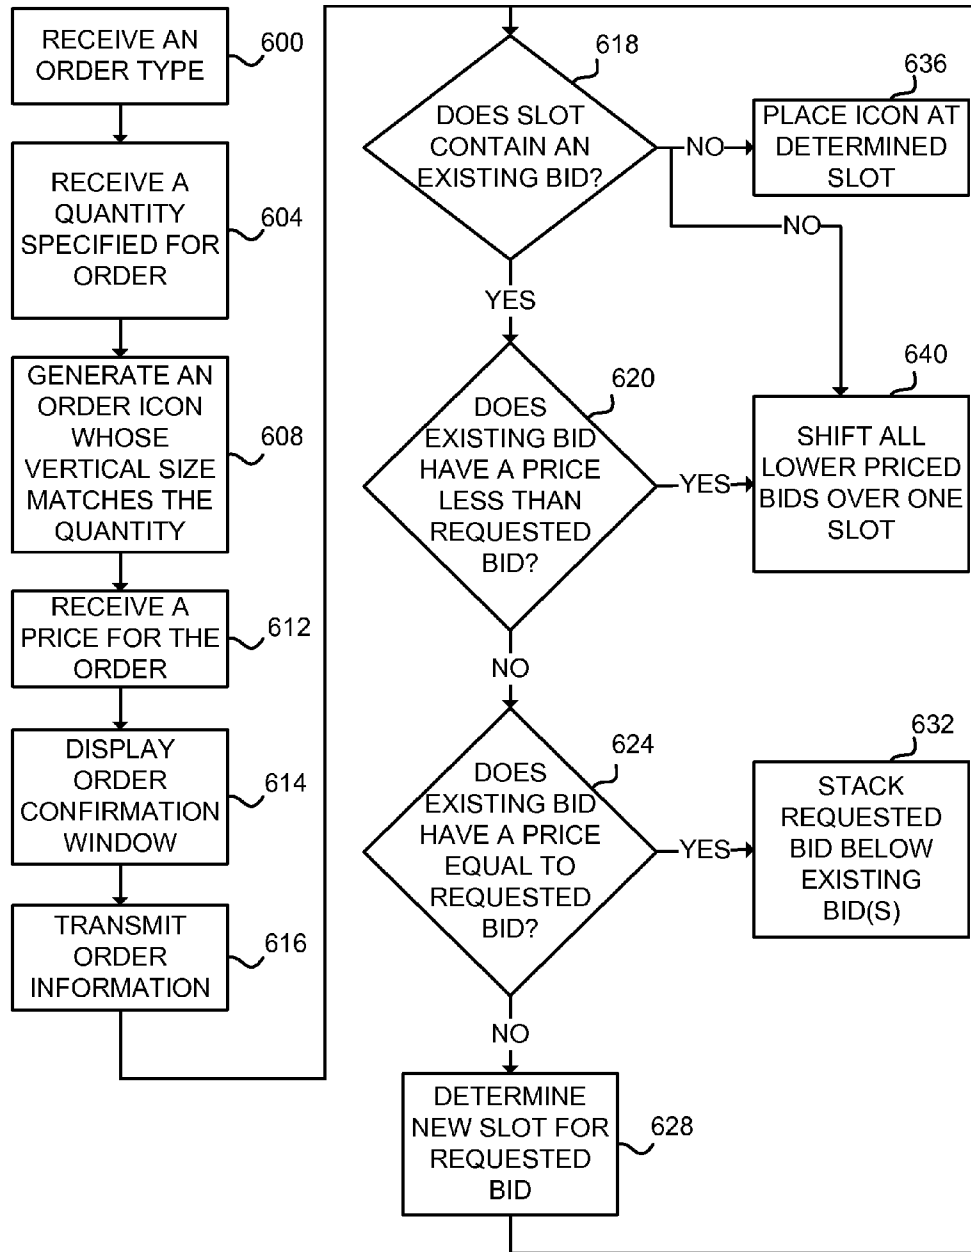 RECEIVE AN
ORDER TYPE
600
RECEIVE A
QUANTITY
SPECIFIED FOR
ORDER
604
GENERATE AN
ORDER ICON
WHOSE
VERTICAL SIZE
MATCHES THE
QUANTITY
608
RECEIVE A
PRICE FOR THE
ORDER
612
DISPLAY
ORDER
CONFIRMATION
WINDOW
614
TRANSMIT
ORDER
INFORMATION
616
DOES SLOT
CONTAIN AN
EXISTING BID?
618
NO
PLACE ICON AT
DETERMINED
SLOT
636
NO
YES
DOES
EXISTING BID
HAVE A PRICE
LESS THAN
REQUESTED
BID?
620
YES
SHIFT ALL
LOWER PRICED
BIDS OVER ONE
SLOT
640
NO
DOES
EXISTING BID
HAVE A PRICE
EQUAL TO
REQUESTED
BID?
624
YES
STACK
REQUESTED
BID BELOW
EXISTING
BID(S)
632
NO
DETERMINE
NEW SLOT FOR
REQUESTED
BID
628